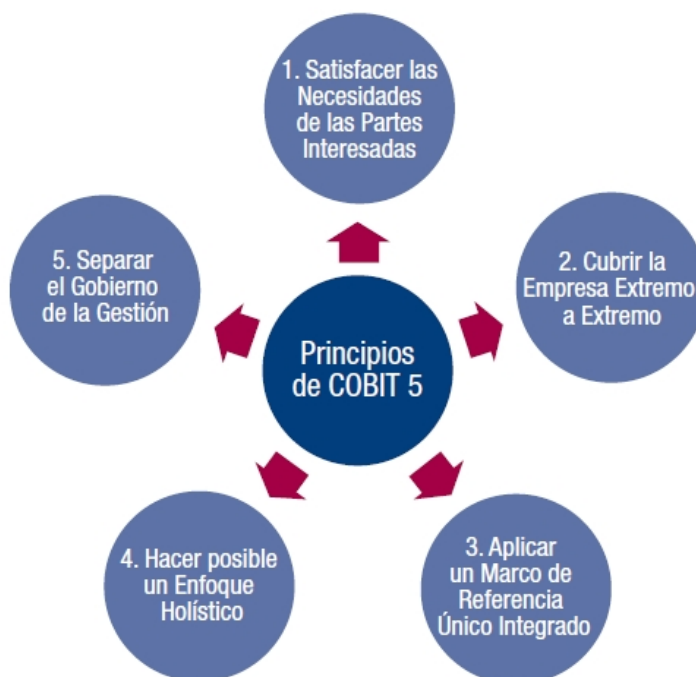 1. Satisfacer las
Necesidades
de las Partes
Interesadas
5. Separar
el Gobierno
de la Gestión
2. Cubrir la
Empresa Extremo
a Extremo
Principios
de COBIT 5
4. Hacer posible
un Enfoque
Holístico
3. Aplicar
un Marco de
Referencia
Único Integrado